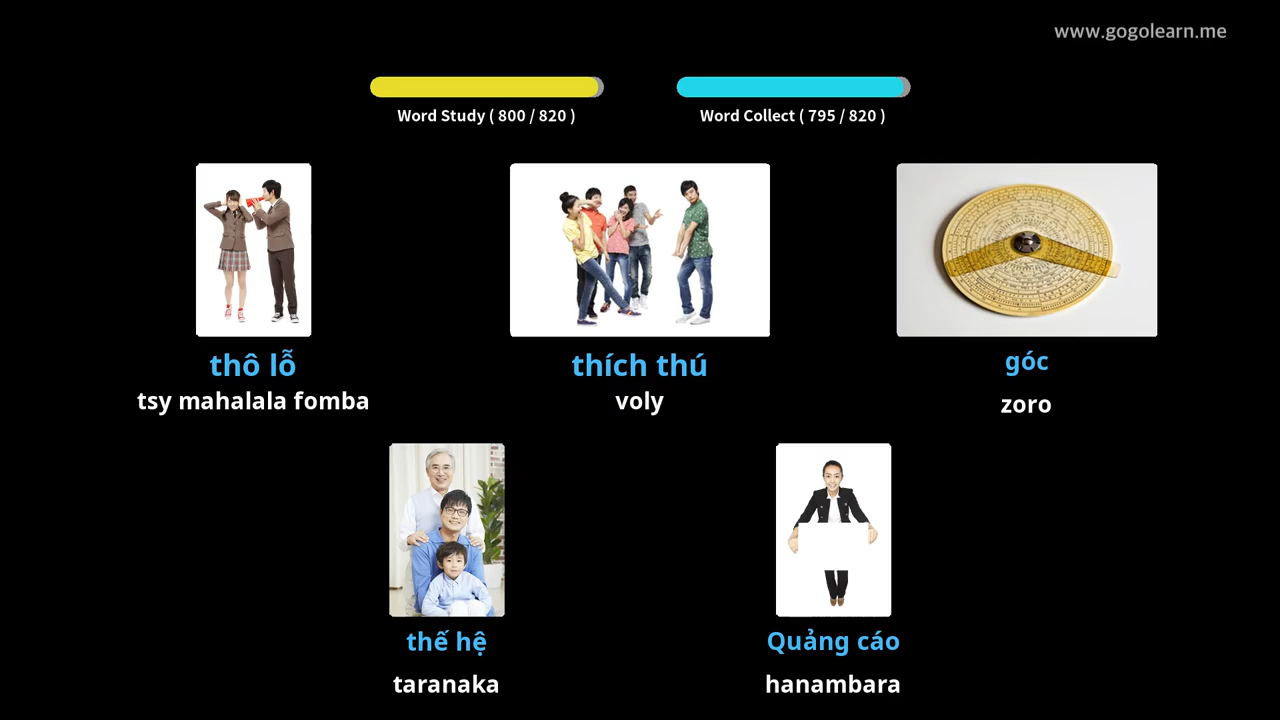 www.gogolearn.me
Word Study ( 800 / 820 )
Word Collect ( 795 / 820 )
thô lỗ
tsy mahalala fomba
thích thú
voly
góc
zoro
thế hệ
taranaka
Quảng cáo
hanambara